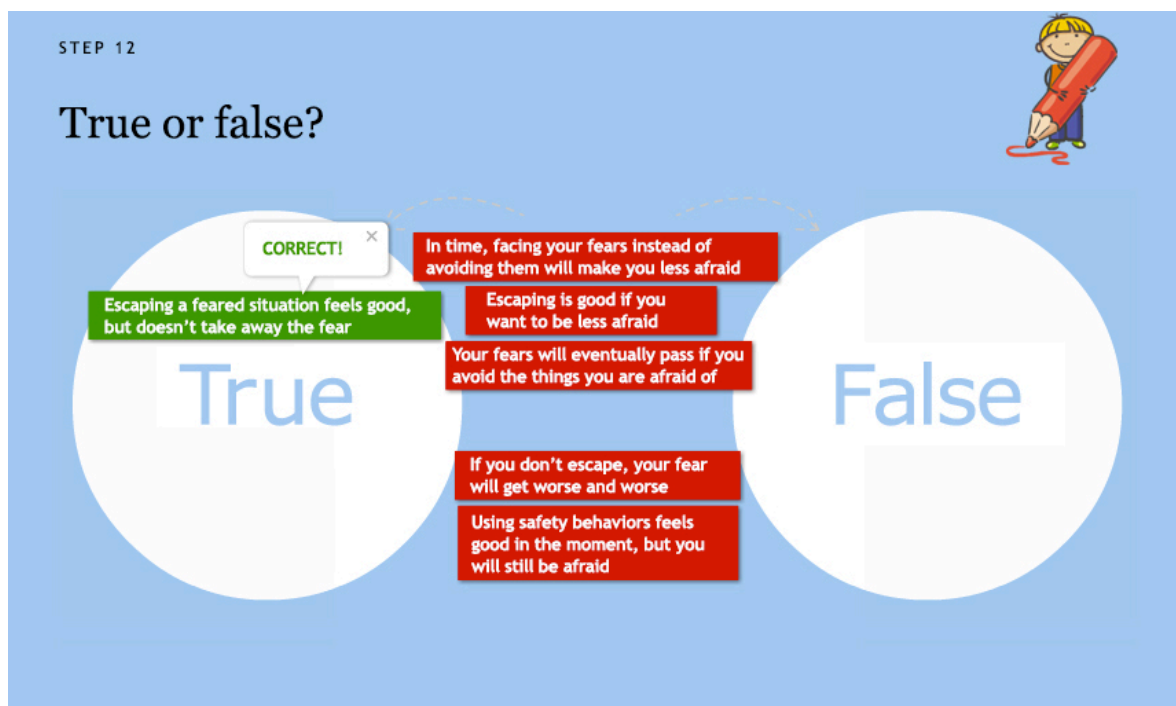 STEP 12
True or false?
CORRECT!
Escaping a feared situation feels good,
but doesn't take away the fear
In time, facing your fears instead of
avoiding them will make you less afraid
Escaping is good if you
want to be less afraid
Your fears will eventually pass if you
avoid the things you are afraid of
True
False
If you don't escape, your fear
will get worse and worse
Using safety behaviors feels
good in the moment, but you
will still be afraid